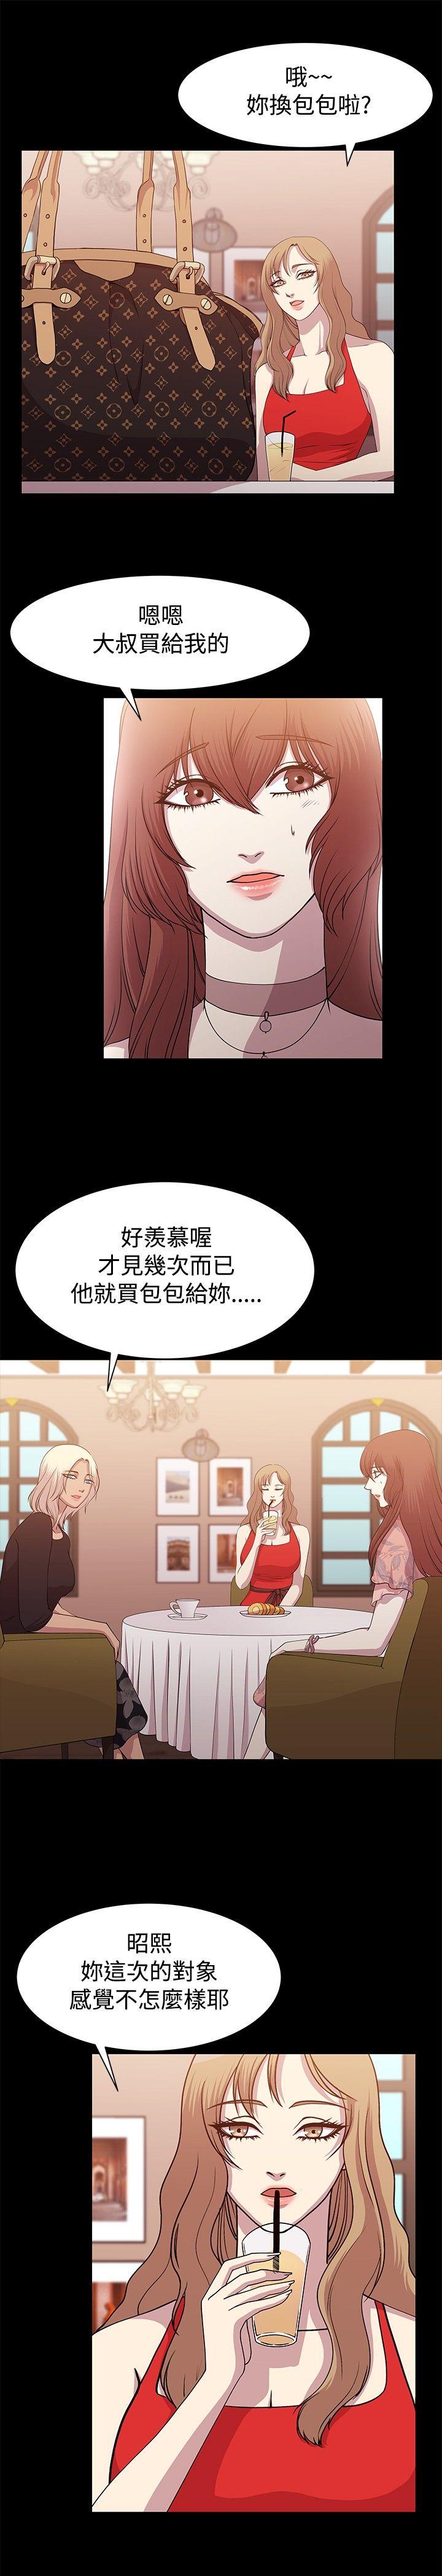 哦~~
妳換包包啦?
嗯嗯
大叔買給我的
好羨慕喔
才見幾次而已
他就買包包給妳.....
昭熙
妳這次的對象
感覺不怎麼樣耶